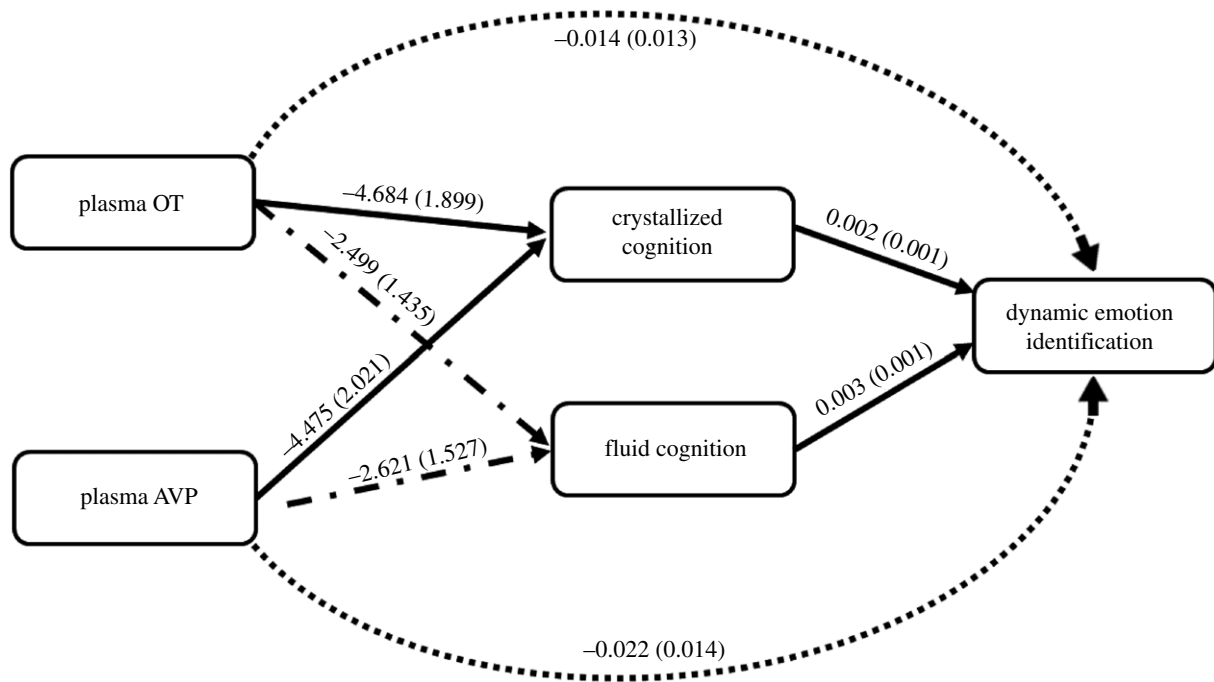 –0.014 (0.013)
plasma OT
–4.684 (1.899)
crystallized
cognition
0.002 (0.001)
–2.499 (1.435)
dynamic emotion
identification
–4.475 (2.021)
0.003 (0.001)
fluid cognition
–2.621 (1.527)
plasma AVP
–0.022 (0.014)